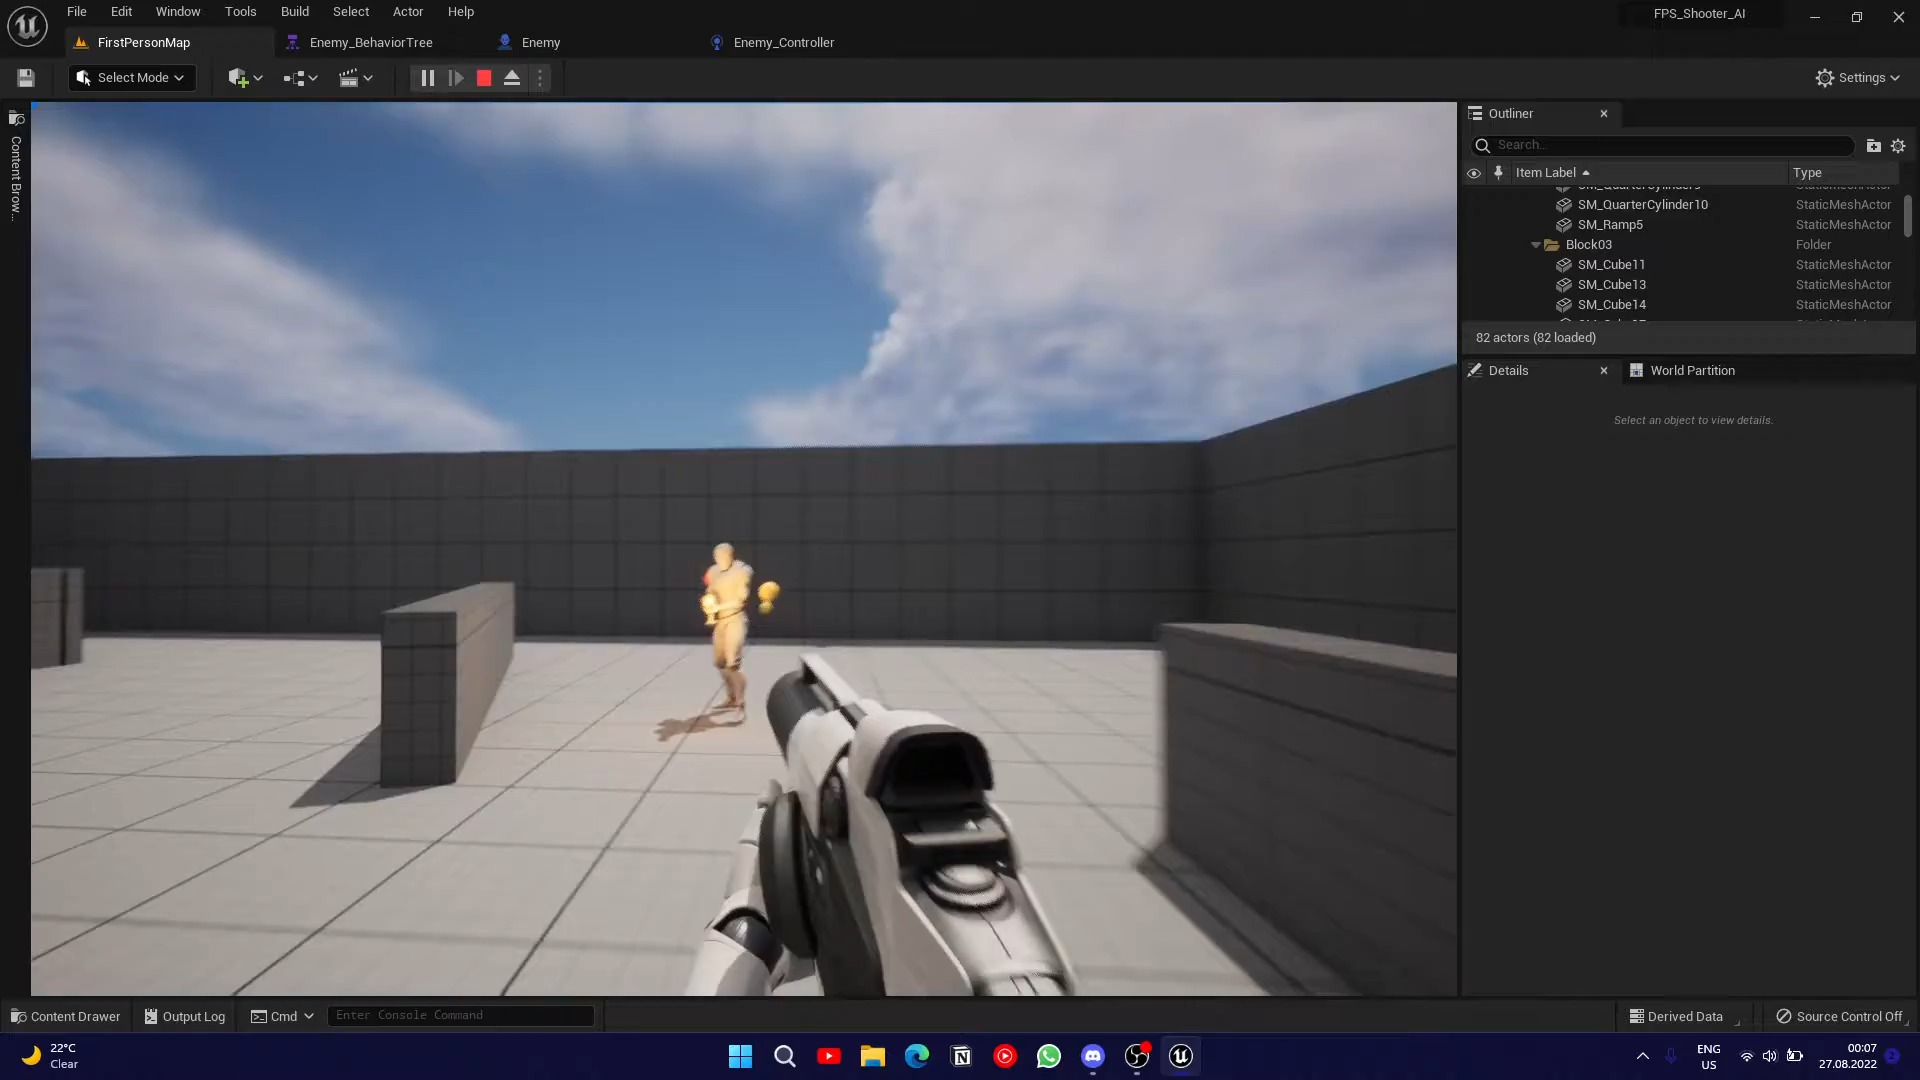 File Edit Window Tools Build Select Actor Help
FPS_Shooter_AI
FirstPersonMap
Enemy_BehaviorTree
Enemy
Enemy_Controller
Select Mode
Settings
Content Brow...
Outliner
Search...
Item Label
Type
SM_QuarterCylinder10 StaticMeshActor
SM_Ramp5 StaticMeshActor
Block03 Folder
SM_Cube11 StaticMeshActor
SM_Cube13 StaticMeshActor
SM_Cube14 StaticMeshActor
82 actors (82 loaded)
Details
World Partition
Select an object to view details.
Content Drawer
Output Log
Cmd
Enter Console Command
Derived Data
Source Control Off
22°C
Clear
ENG
US
00:07
27.08.2022
2